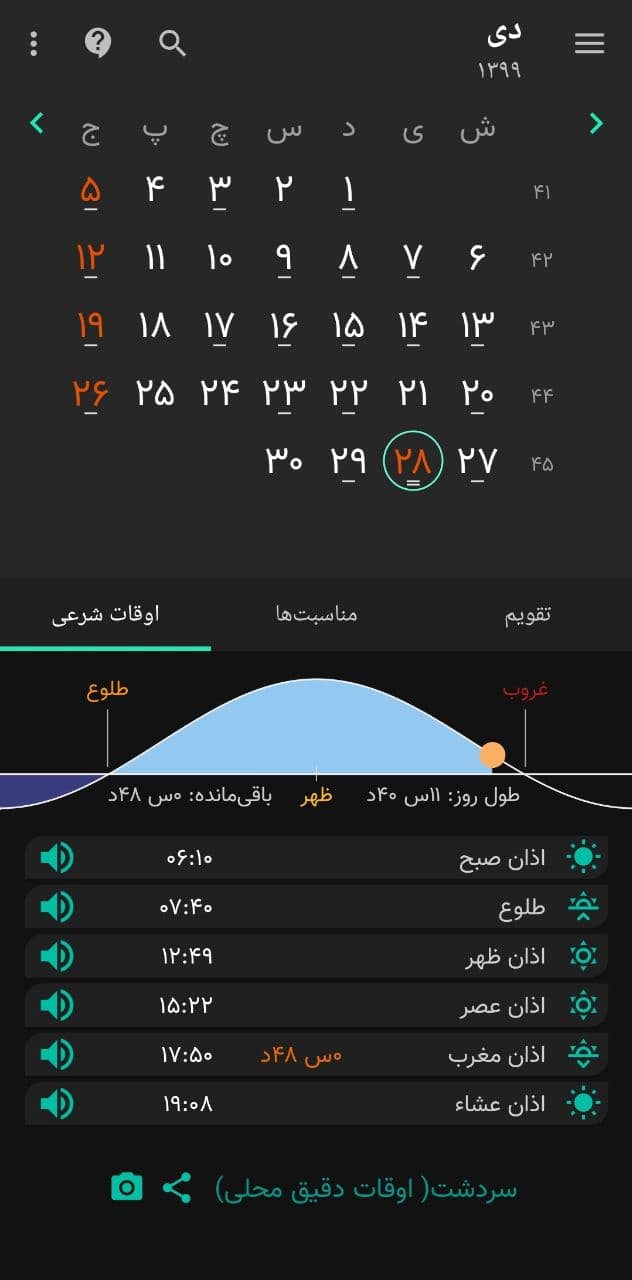 دی
۱۳۹۹
ش ی د س چ پ ج
۴۱ ۱ ۲ ۳ ۴ ۵
۴۲ ۶ ۷ ۸ ۹ ۱۰ ۱۱ ۱۲
۴۳ ۱۳ ۱۴ ۱۵ ۱۶ ۱۷ ۱۸ ۱۹
۴۴ ۲۰ ۲۱ ۲۲ ۲۳ ۲۴ ۲۵ ۲۶
۴۵ ۲۷ ۲۸ ۲۹ ۳۰
تقویم مناسبت‌ها اوقات شرعی
غروب طلوع
طول روز: ۱۱س ۴۰د ظهر باقی‌مانده: ۰س ۴۸د
اذان صبح ۰۶:۱۰
طلوع ۰۷:۴۰
اذان ظهر ۱۲:۴۹
اذان عصر ۱۵:۲۲
اذان مغرب ۰س ۴۸د ۱۷:۵۰
اذان عشاء ۱۹:۰۸
سردشت( اوقات دقیق محلی)